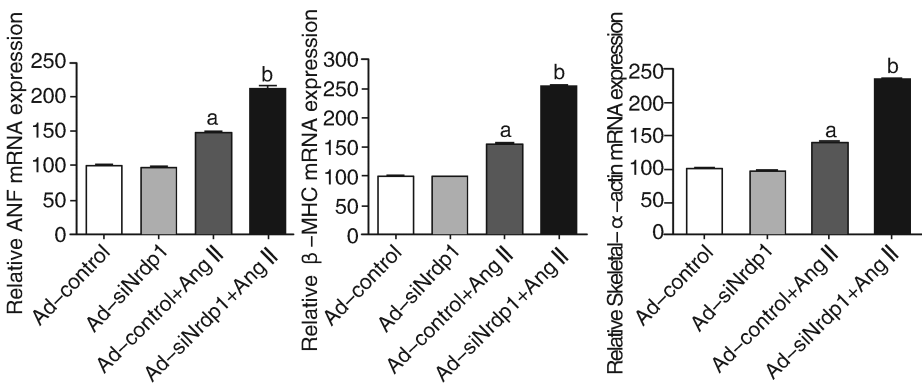 Relative ANF mRNA expression
250
200
150
100
50
0
a
b
Ad–control
Ad–siNrdp1
Ad–control+Ang II
Ad–siNrdp1+Ang II
Relative β–MHC mRNA expression
300
250
200
150
100
50
0
a
b
Ad–control
Ad–siNrdp1
Ad–control+Ang II
Ad–siNrdp1+Ang II
Relative Skeletal–α–actin mRNA expression
250
200
150
100
50
0
a
b
Ad–control
Ad–siNrdp1
Ad–control+Ang II
Ad–siNrdp1+Ang II